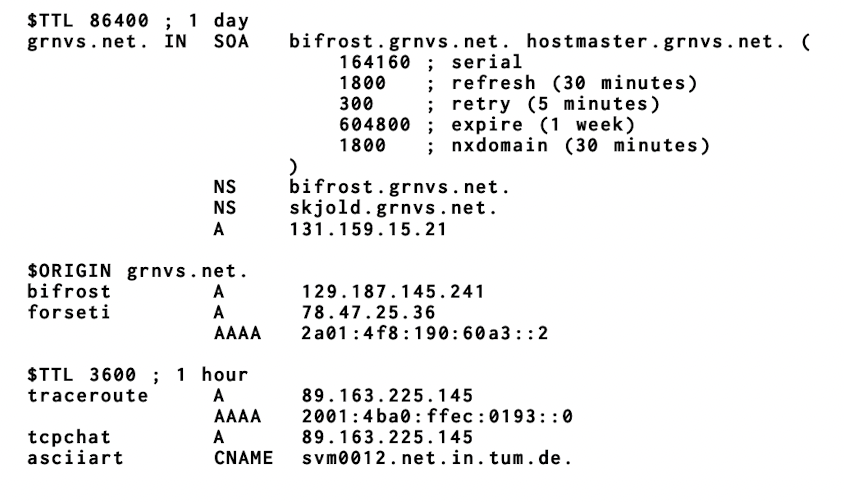 $TTL 86400 ; 1 day
grnvs.net. IN  SOA   bifrost.grnvs.net. hostmaster.grnvs.net. (
                         164160 ; serial
                         1800   ; refresh (30 minutes)
                         300    ; retry (5 minutes)
                         604800 ; expire (1 week)
                         1800   ; nxdomain (30 minutes)
                     )
               NS    bifrost.grnvs.net.
               NS    skjold.grnvs.net.
               A     131.159.15.21

$ORIGIN grnvs.net.
bifrost        A      129.187.145.241
forseti        A      78.47.25.36
               AAAA   2a01:4f8:190:60a3::2

$TTL 3600 ; 1 hour
traceroute     A      89.163.225.145
               AAAA   2001:4ba0:ffec:0193::0
tcpchat        A      89.163.225.145
asciiart       CNAME  svm0012.net.in.tum.de.